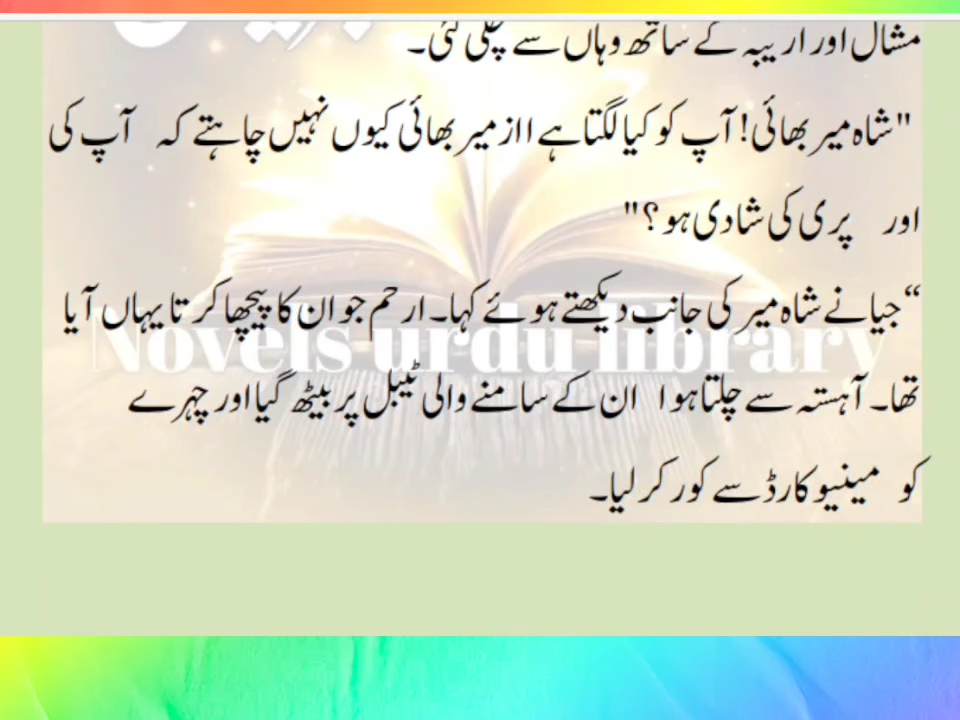 مشال اور اریبہ کے ساتھ وہاں سے چلی گئی۔
"شاہ میر بھائی! آپ کو کیا لگتا ہے ااز میر بھائی کیوں نہیں چاہتے کہ آپ کی
اور پری کی شادی ہو؟"
“جیا نے شاہ میر کی جانب دیکھتے ہوئے کہا۔ ارحم جو ان کا پیچھا کرتا یہاں آیا
Novels urdu library
تھا۔ آہستہ سے چلتا ہوا ان کے سامنے والی ٹیبل پر بیٹھ گیا اور چہرے
کو مینیو کارڈ سے کور کر لیا۔